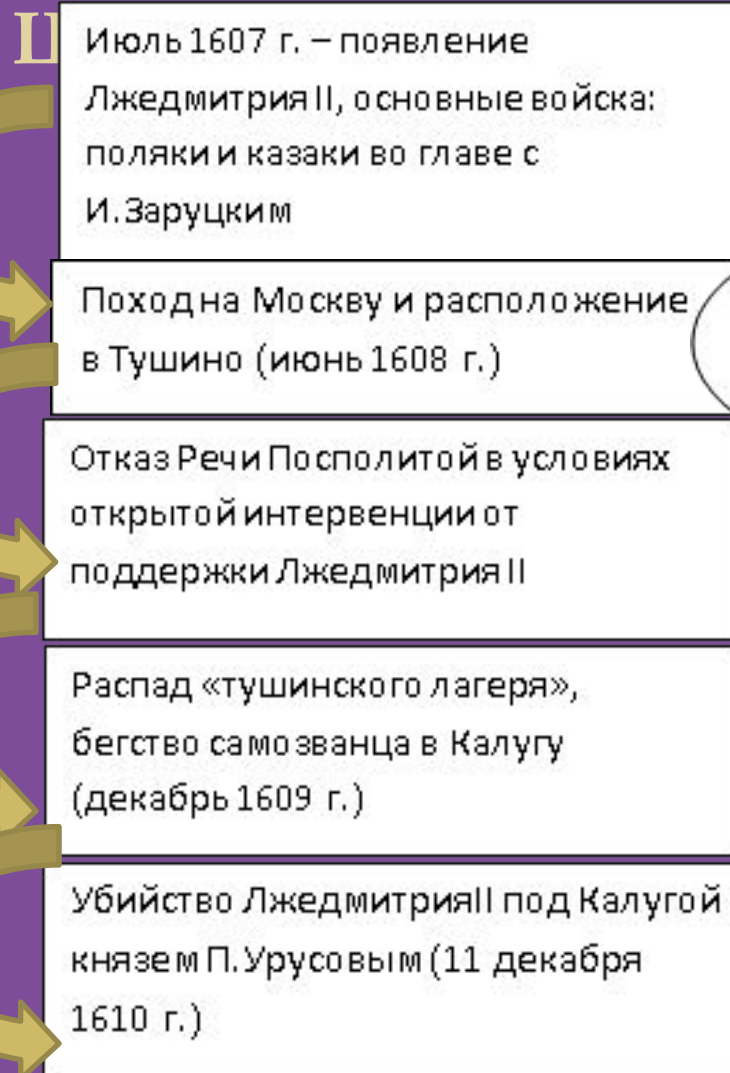 Июль 1607 г. – появление
Лжедмитрия II, основные войска:
поляки и казаки во главе с
И.Заруцким
Поход на Москву и расположение
в Тушино (июнь 1608 г.)
Отказ Речи Посполитой в условиях
открытой интервенции от
поддержки Лжедмитрия II
Распад «тушинского лагеря»,
бегство самозванца в Калугу
(декабрь 1609 г.)
Убийство ЛжедмитрияII под Калугой
князем П.Урусовым (11 декабря
1610 г.)